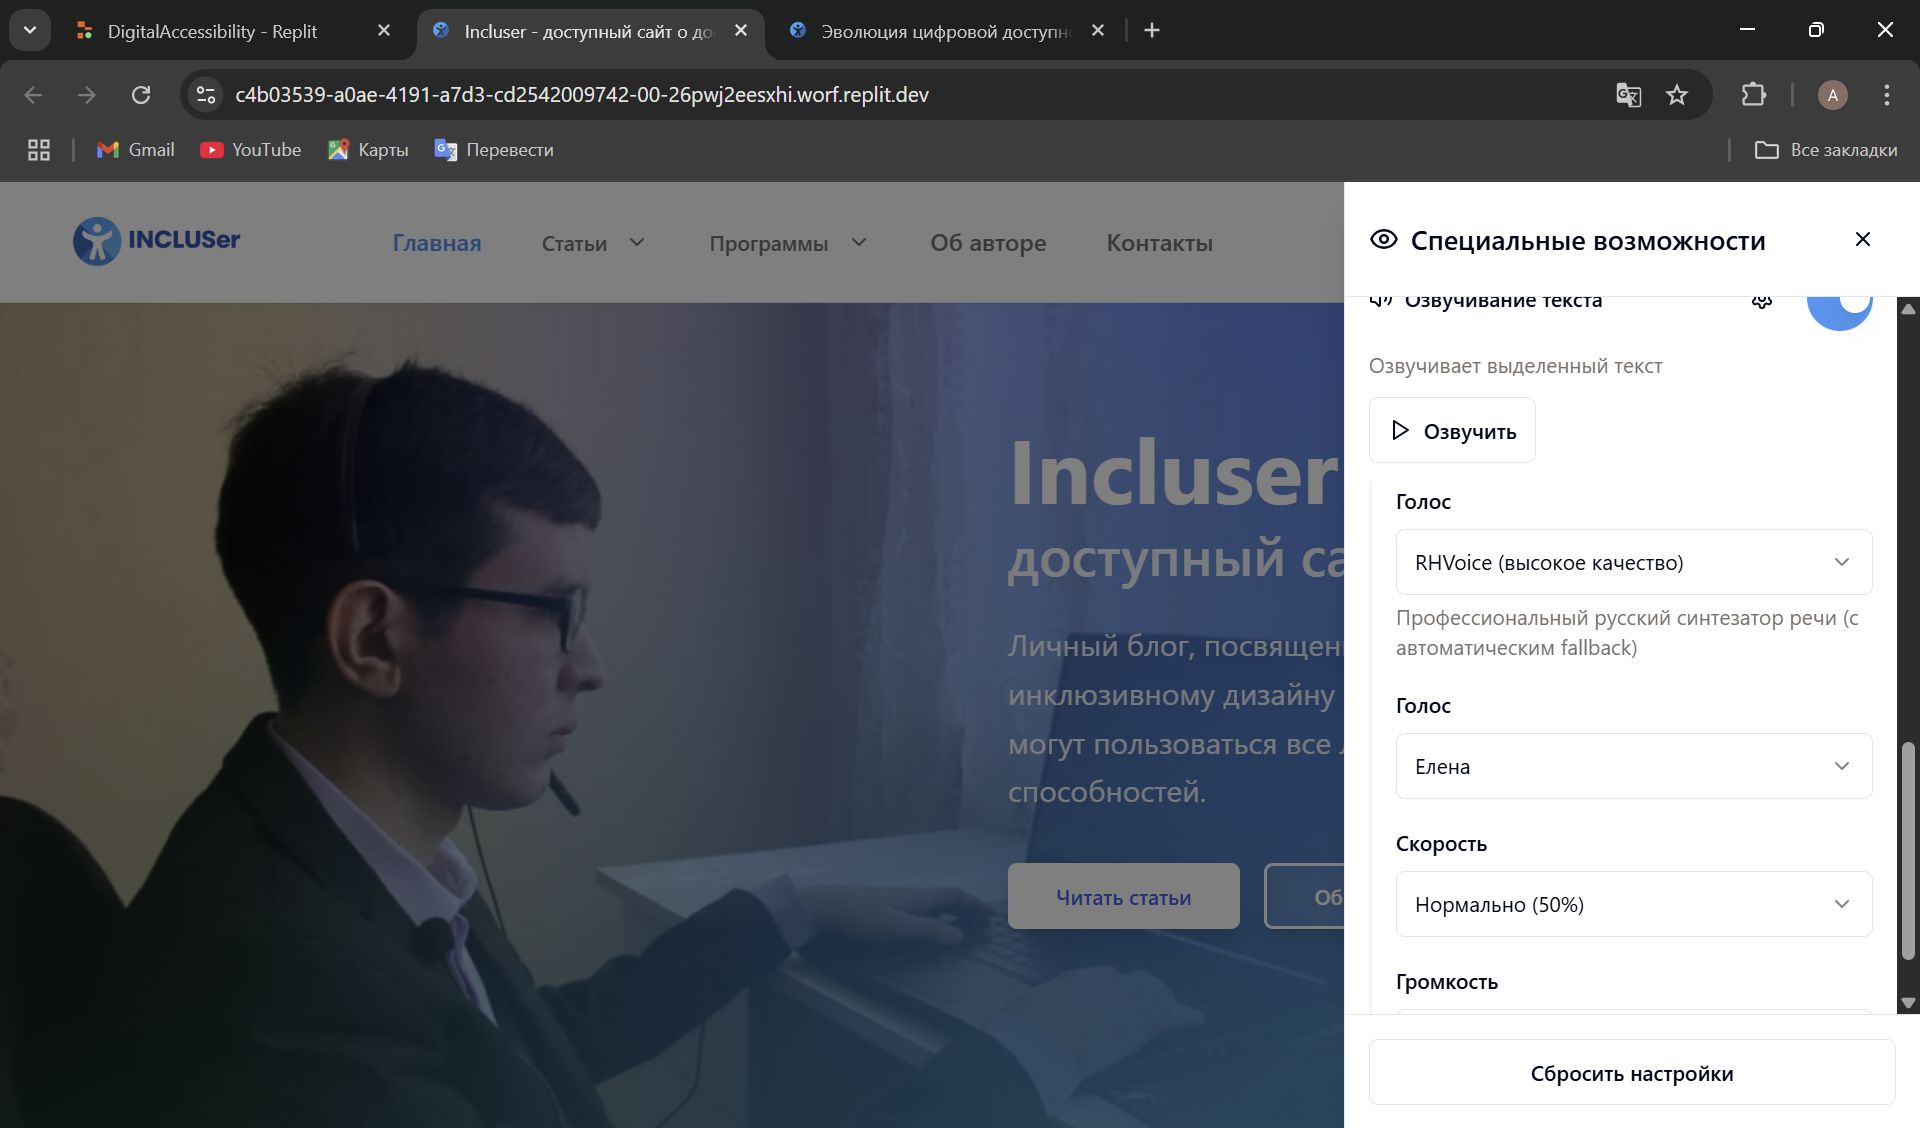 DigitalAccessibility - Replit
Incluser - доступный сайт о до
Эволюция цифровой доступн
c4b03539-a0ae-4191-a7d3-cd2542009742-00-26pwj2eesxhi.worf.replit.dev
A
Gmail
YouTube
Карты
Перевести
Все закладки
INCLUSer
Главная
Статьи
Программы
Об авторе
Контакты
Incluser
доступный са
Личный блог, посвящен
инклюзивному дизайну
могут пользоваться все
способностей.
Читать статьи
Об
Специальные возможности
Озвучивание текста
Озвучивает выделенный текст
Озвучить
Голос
RHVoice (высокое качество)
Профессиональный русский синтезатор речи (с
автоматическим fallback)
Голос
Елена
Скорость
Нормально (50%)
Громкость
Сбросить настройки